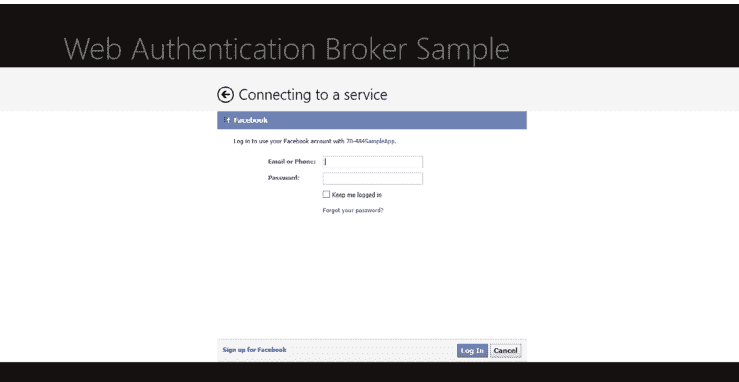 Web Authentication Broker Sample
Connecting to a service
Facebook
Log in to use your Facebook account with 70-484SampleApp.
Email or Phone:
Password:
Keep me logged in
Forgot your password?
Sign up for Facebook
Log In Cancel